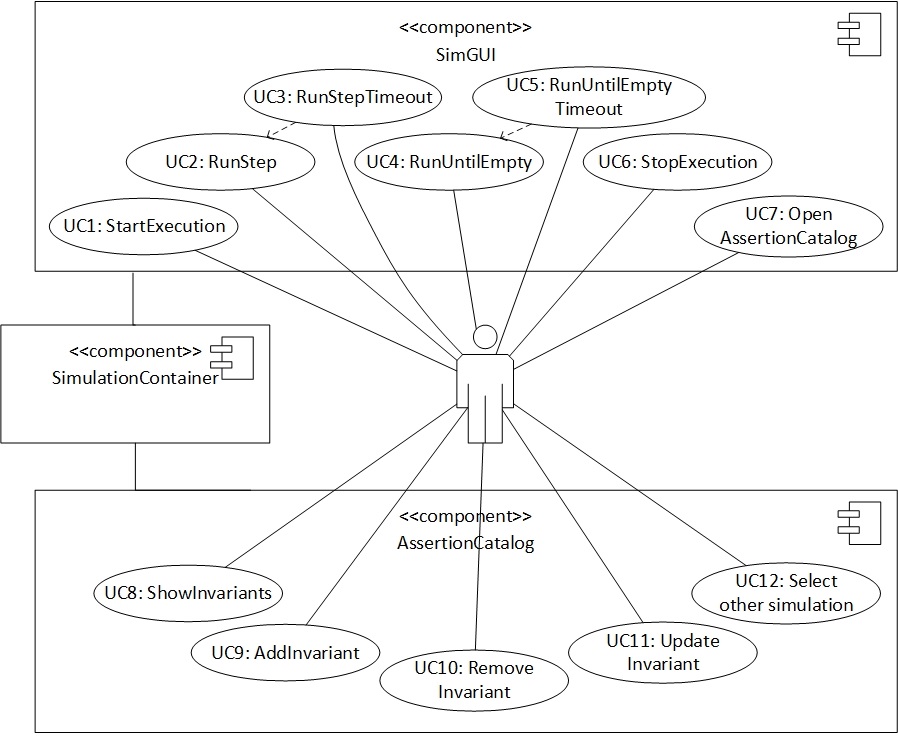 <<component>>
SimGUI
UC3: RunStepTimeout
UC5: RunUntilEmpty
Timeout
UC2: RunStep
UC4: RunUntilEmpty
UC6: StopExecution
UC1: StartExecution
UC7: Open
AssertionCatalog
<<component>>
SimulationContainer
<<component>>
AssertionCatalog
UC8: ShowInvariants
UC12: Select
other simulation
UC9: AddInvariant
UC11: Update
Invariant
UC10: Remove
Invariant